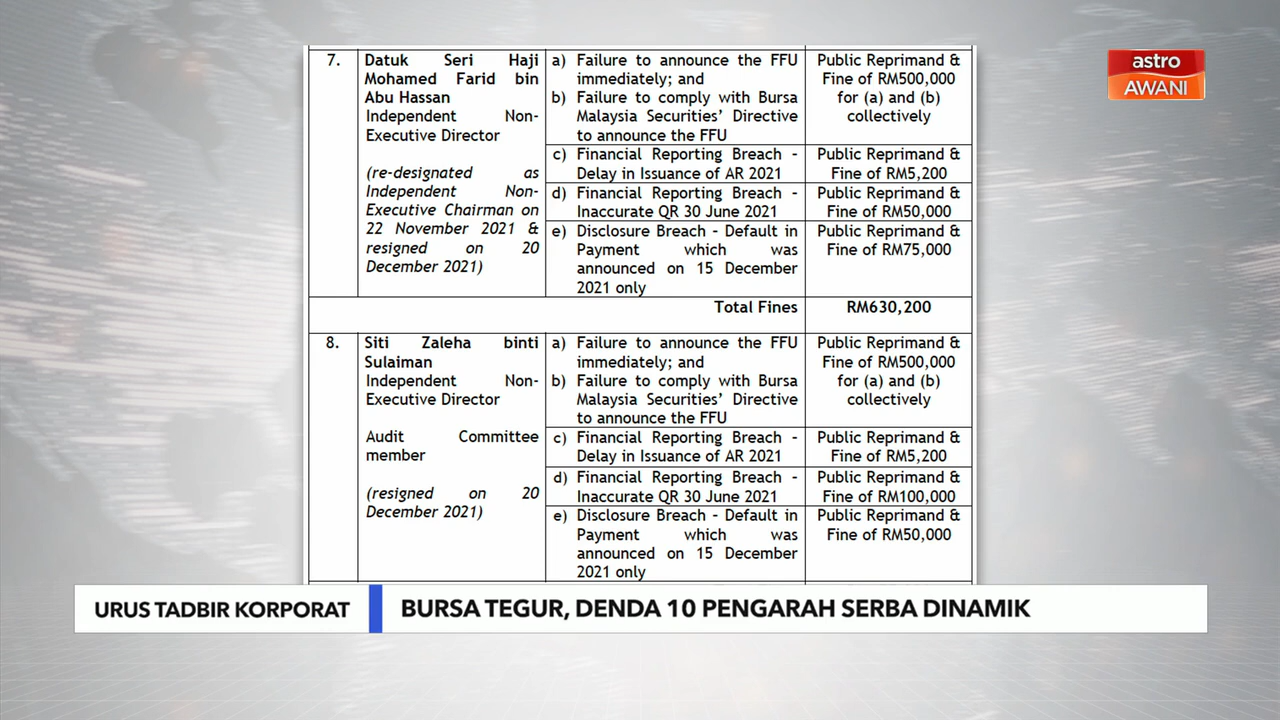 astro
AWANI
7.
Datuk Seri Haji
Mohamed Farid bin
Abu Hassan
Independent Non-
Executive Director
(re-designated as
Independent Non-
Executive Chairman on
22 November 2021 &
resigned on 20
December 2021)
a) Failure to announce the FFU
immediately; and
b) Failure to comply with Bursa
Malaysia Securities' Directive
to announce the FFU
Public Reprimand &
Fine of RM500,000
for (a) and (b)
collectively
c) Financial Reporting Breach –
Delay in Issuance of AR 2021
Public Reprimand &
Fine of RM5,200
d) Financial Reporting Breach –
Inaccurate QR 30 June 2021
Public Reprimand &
Fine of RM50,000
e) Disclosure Breach – Default in
Payment which was
announced on 15 December
2021 only
Public Reprimand &
Fine of RM75,000
Total Fines RM630,200
8.
Siti Zaleha binti
Sulaiman
Independent Non-
Executive Director
Audit Committee
member
(resigned on 20
December 2021)
a) Failure to announce the FFU
immediately; and
b) Failure to comply with Bursa
Malaysia Securities' Directive
to announce the FFU
Public Reprimand &
Fine of RM500,000
for (a) and (b)
collectively
c) Financial Reporting Breach –
Delay in Issuance of AR 2021
Public Reprimand &
Fine of RM5,200
d) Financial Reporting Breach –
Inaccurate QR 30 June 2021
Public Reprimand &
Fine of RM100,000
e) Disclosure Breach – Default in
Payment which was
announced on 15 December
2021 only
Public Reprimand &
Fine of RM50,000
URUS TADBIR KORPORAT
BURSA TEGUR, DENDA 10 PENGARAH SERBA DINAMIK